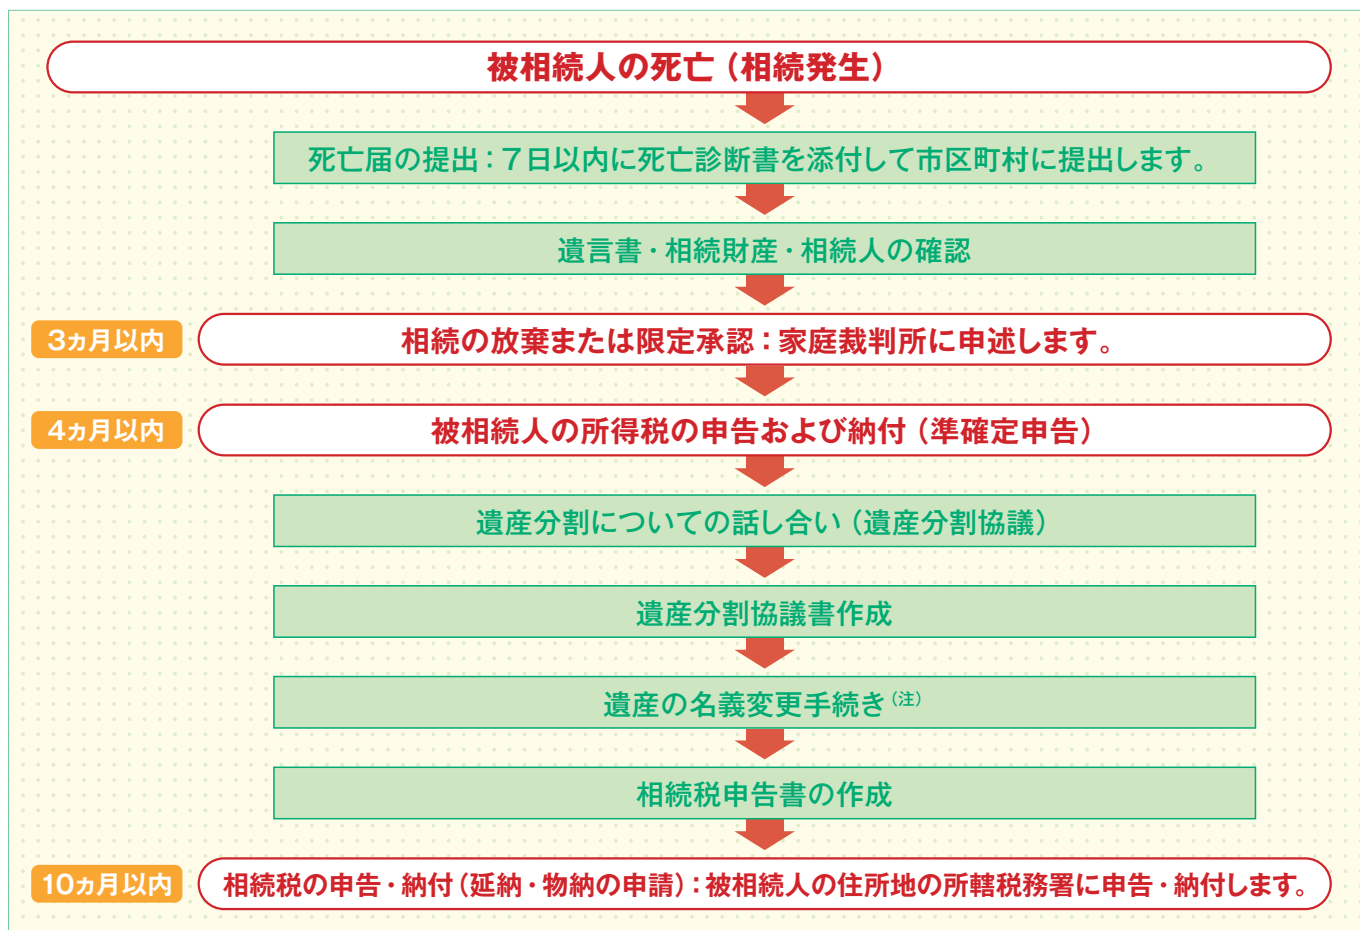 被相続人の死亡（相続発生）
死亡届の提出：７日以内に死亡診断書を添付して市区町村に提出します。
遺言書・相続財産・相続人の確認
3ヵ月以内
相続の放棄または限定承認：家庭裁判所に申述します。
4ヵ月以内
被相続人の所得税の申告および納付（準確定申告）
遺産分割についての話し合い（遺産分割協議）
遺産分割協議書作成
遺産の名義変更手続き（注）
相続税申告書の作成
10ヵ月以内
相続税の申告・納付（延納・物納の申請）：被相続人の住所地の所轄税務署に申告・納付します。